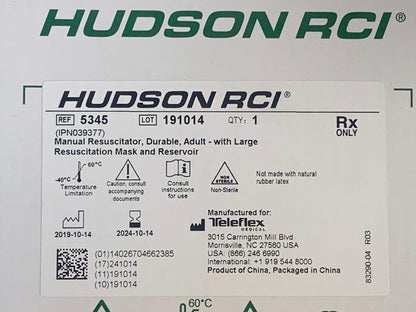 HUDSON RCI®
HUDSON RCI®
REF 5345 LOT 191014 QTY: 1
(IPN039377)
Rx ONLY
Manual Resuscitator, Durable, Adult - with Large
Resuscitation Mask and Reservoir
-40°C 60°C
Temperature
Limitation
Caution, consult
accompanying
documents
Consult
instructions
for use
NON STERILE
Non-Sterile
Not made with natural
rubber latex
2019-10-14 2024-10-14
Manufactured for:
Teleflex®
MEDICAL
3015 Carrington Mill Blvd
Morrisville, NC 27560 USA
USA: (866) 246 6990
International: +1 919 544 8000
Product of China, Packaged in China
(01)14026704662385
(17)241014
(11)191014
(10)191014
83290-04 R03
60°C